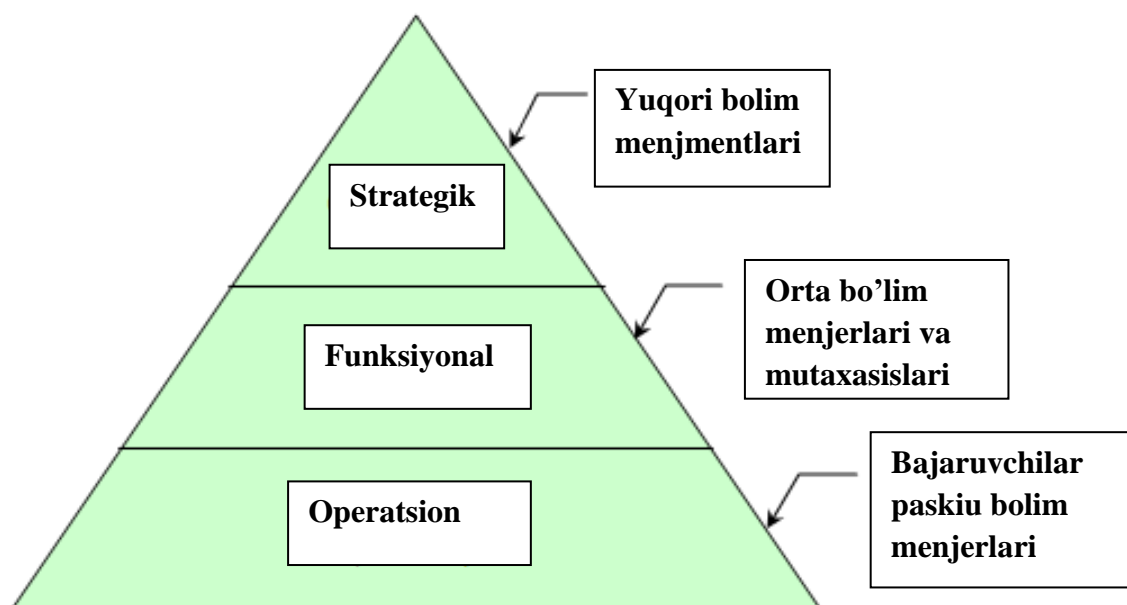 Yuqori bolim
menjmentlari
Strategik
Orta bo’lim
menjerlari va
mutaxasislari
Funksiyonal
Bajaruvchilar
paskiu bolim
menjerlari
Operatsion